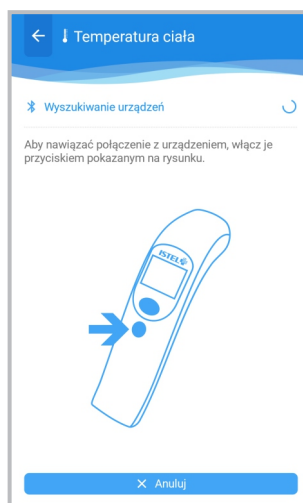 Temperatura ciała
Wyszukiwanie urządzeń
Aby nawiązać połączenie z urządzeniem, włącz je
przyciskiem pokazanym na rysunku.
ISTEL
Anuluj